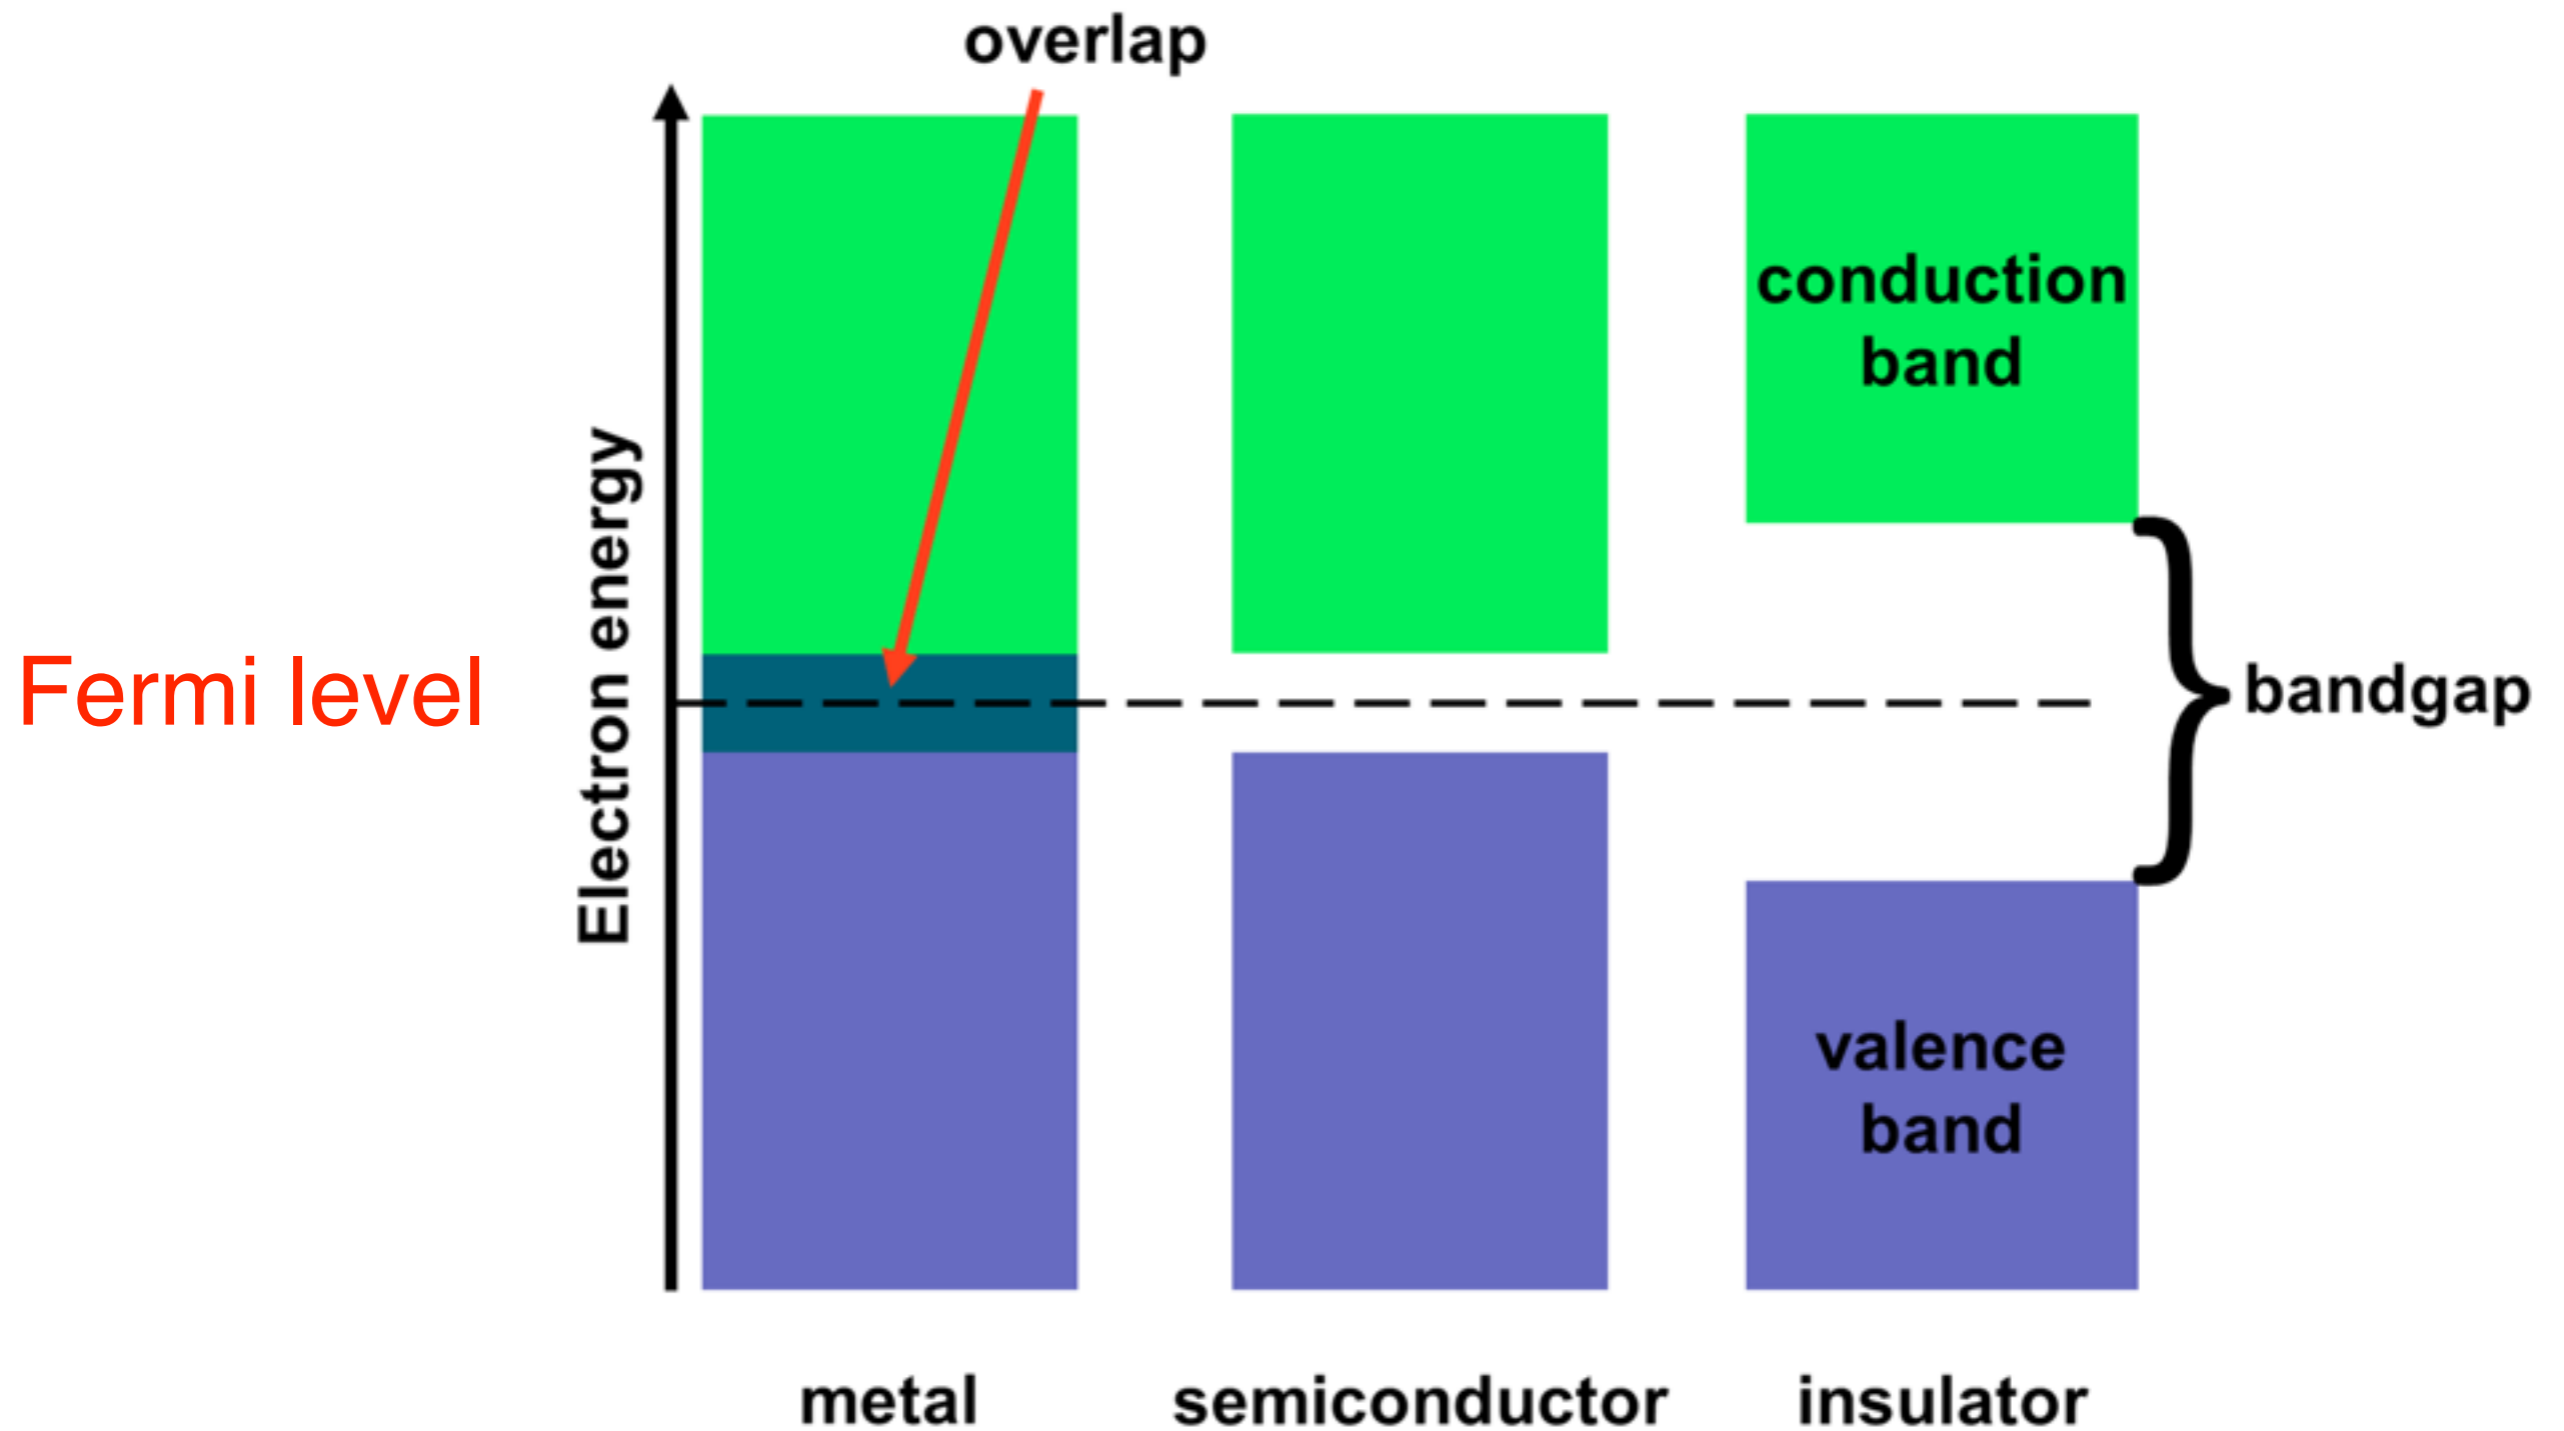 overlap
Electron energy
Fermi level
conduction
band
bandgap
valence
band
metal
semiconductor
insulator